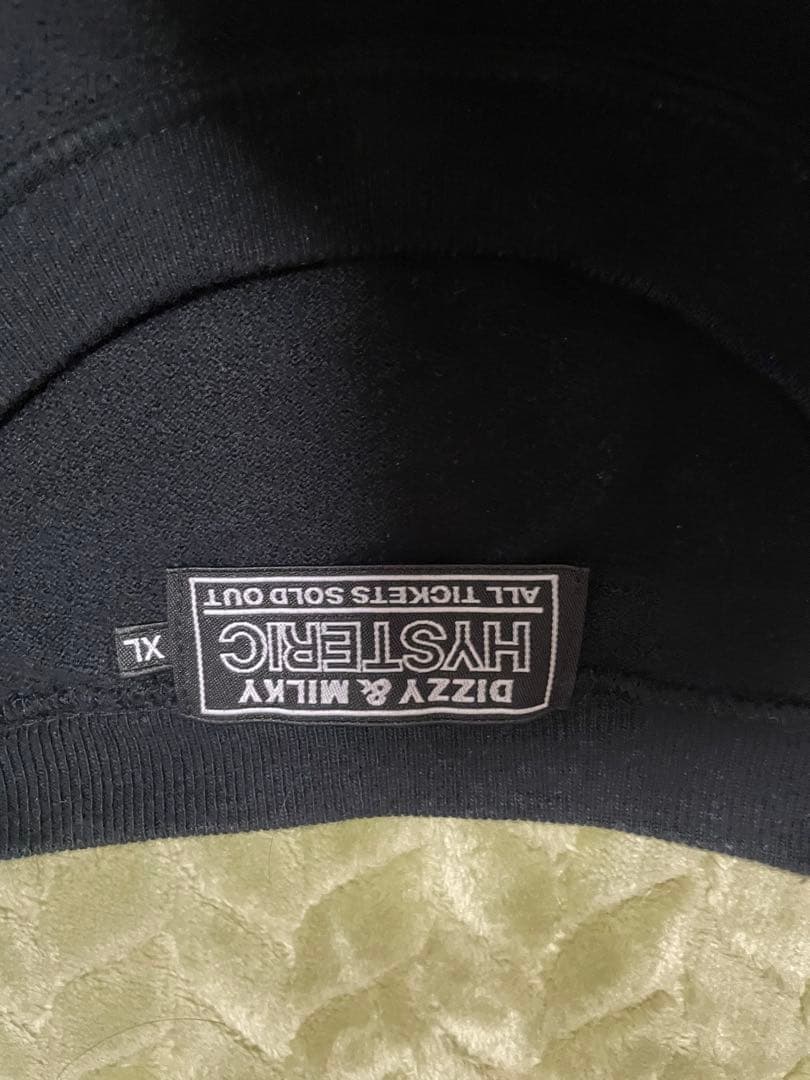 DIZZY & MILKY
HYSTERIC
ALL TICKETS SOLD OUT
XL